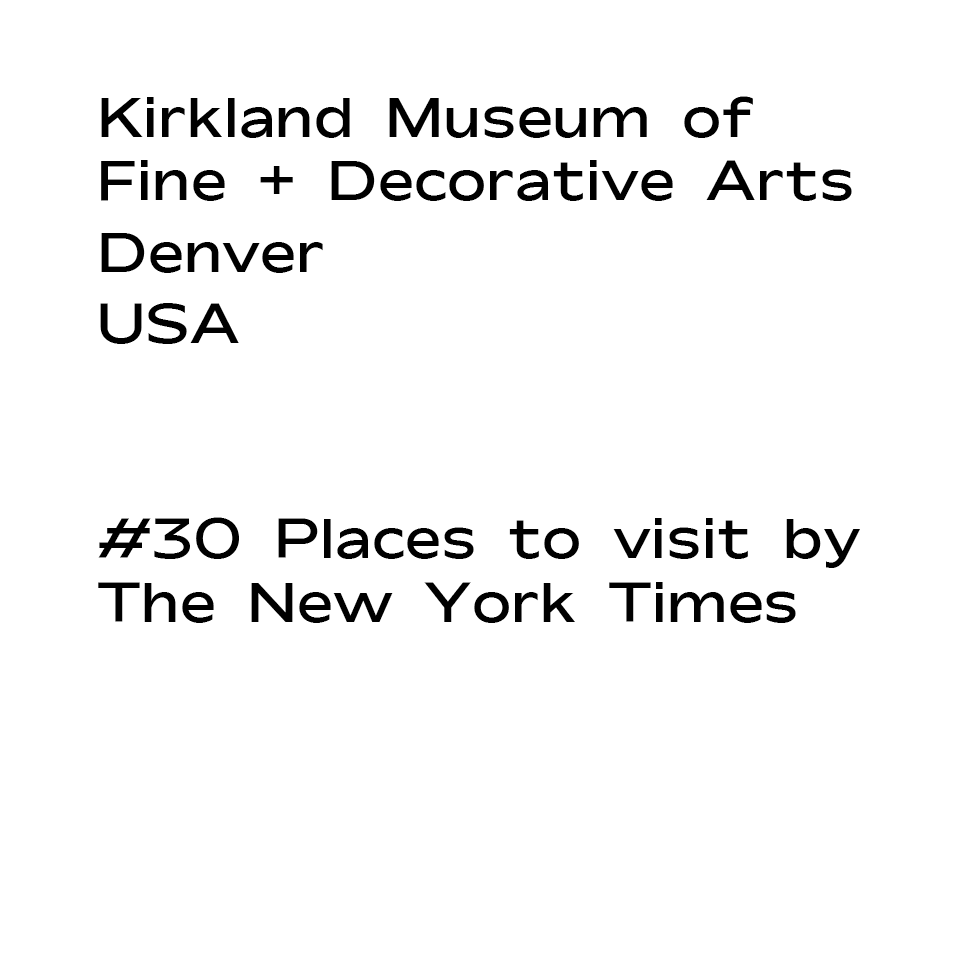 Kirkland Museum of
Fine + Decorative Arts
Denver
USA
#30 Places to visit by
The New York Times